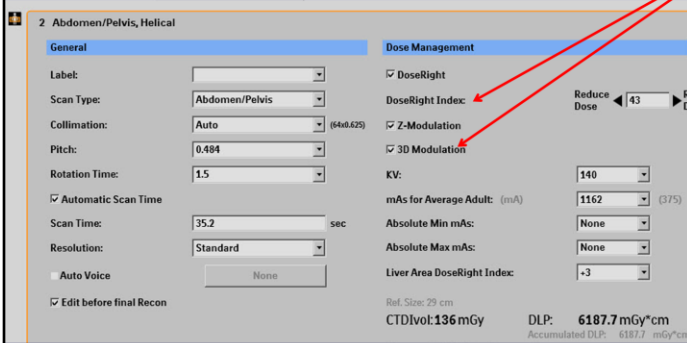 2 Abdomen/Pelvis, Helical
General
Label:
Scan Type: Abdomen/Pelvis
Collimation: Auto (64x0.625)
Pitch: 0.484
Rotation Time: 1.5
Automatic Scan Time
Scan Time: 35.2 sec
Resolution: Standard
Auto Voice None
Edit before final Recon
Dose Management
DoseRight
DoseRight Index: Reduce Dose 43
Z-Modulation
3D Modulation
KV: 140
mAs for Average Adult: (mA) 1162 (375)
Absolute Min mAs: None
Absolute Max mAs: None
Liver Area DoseRight Index: +3
Ref. Size: 29 cm
CTDIvol: 136 mGy DLP: 6187.7 mGy*cm
Accumulated DLP: 6187.7 mGy*cm